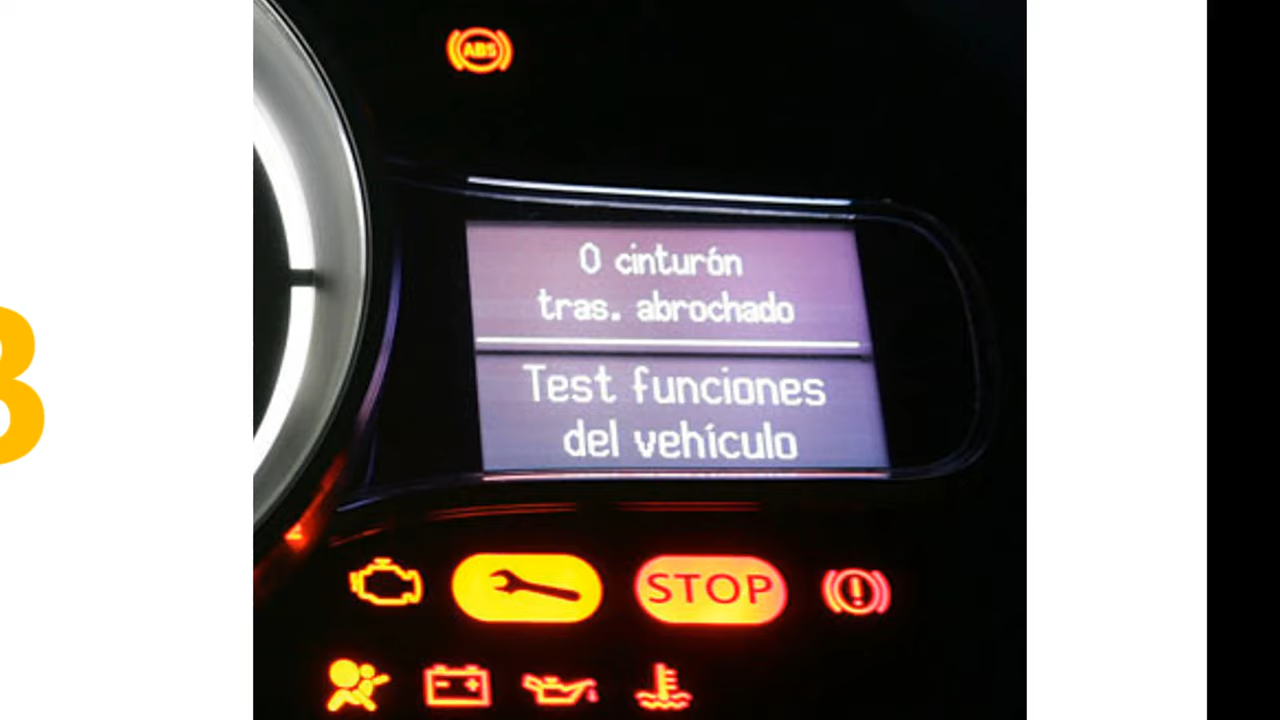 ABS
0 cinturón
tras. abrochado
Test funciones
del vehículo
STOP